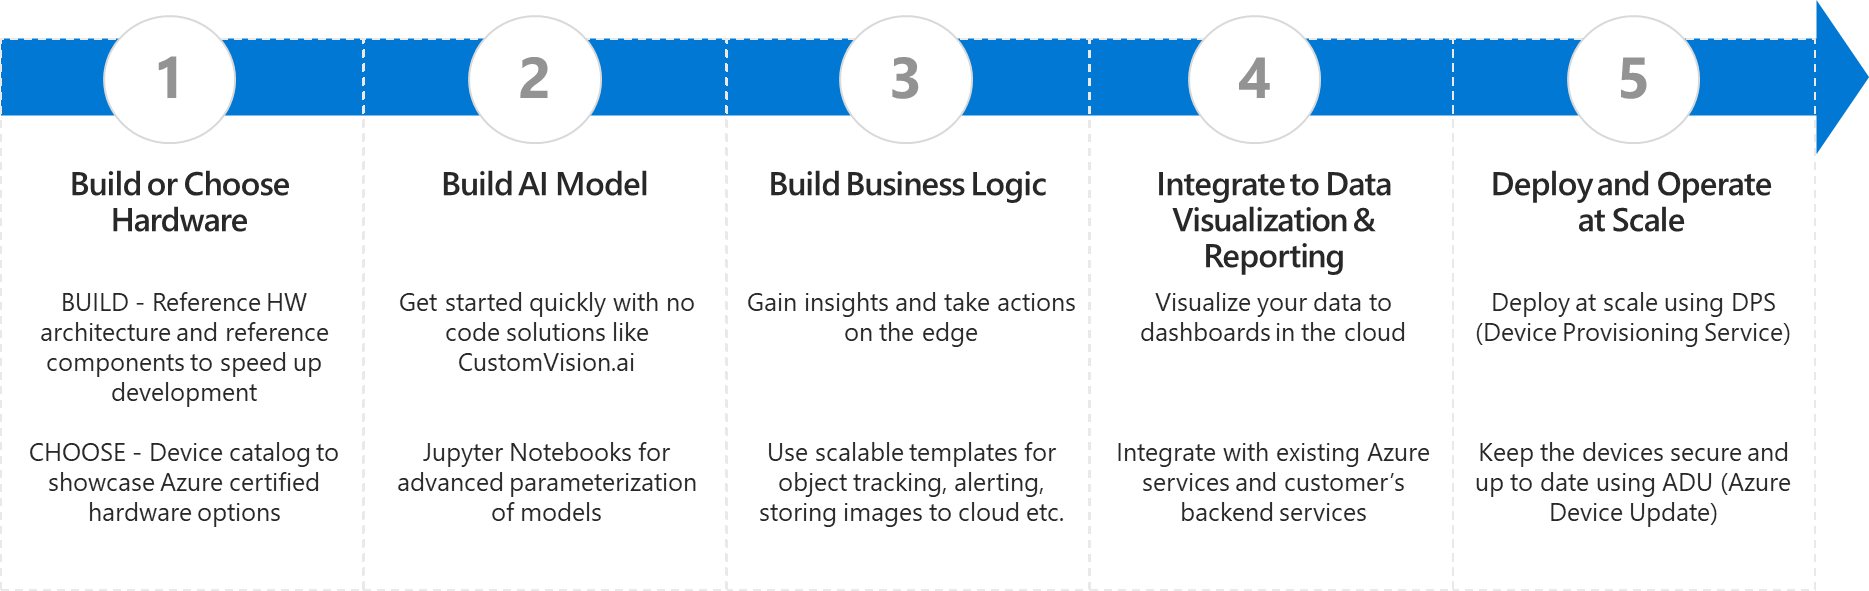 1
Build or Choose
Hardware
BUILD - Reference HW
architecture and reference
components to speed up
development
CHOOSE - Device catalog to
showcase Azure certified
hardware options
2
Build AI Model
Get started quickly with no
code solutions like
CustomVision.ai
Jupyter Notebooks for
advanced parameterization
of models
3
Build Business Logic
Gain insights and take actions
on the edge
Use scalable templates for
object tracking, alerting,
storing images to cloud etc.
4
Integrate to Data
Visualization &
Reporting
Visualize your data to
dashboards in the cloud
Integrate with existing Azure
services and customer’s
backend services
5
Deploy and Operate
at Scale
Deploy at scale using DPS
(Device Provisioning Service)
Keep the devices secure and
up to date using ADU (Azure
Device Update)